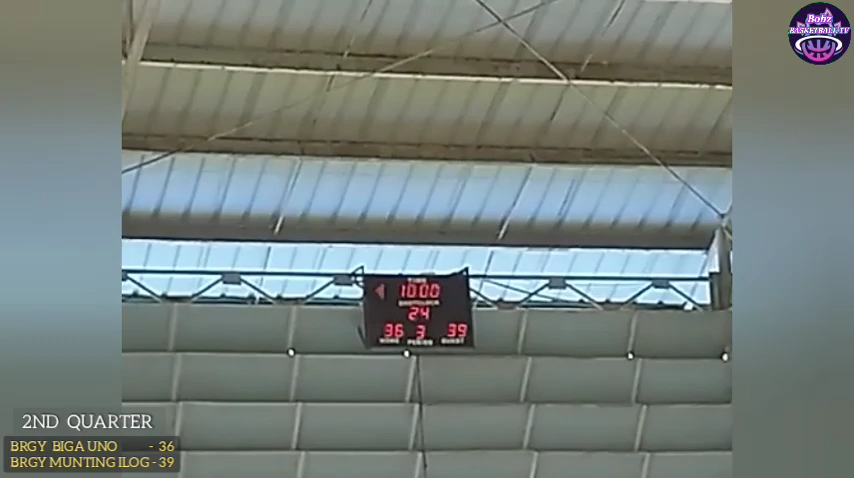 Bohz
BASKETBALL TV
TIME
10:00
SHOTCLOCK
24
36 3 39
HOME PERIOD GUEST
2ND QUARTER
BRGY BIGA UNO - 36
BRGY MUNTING ILOG - 39